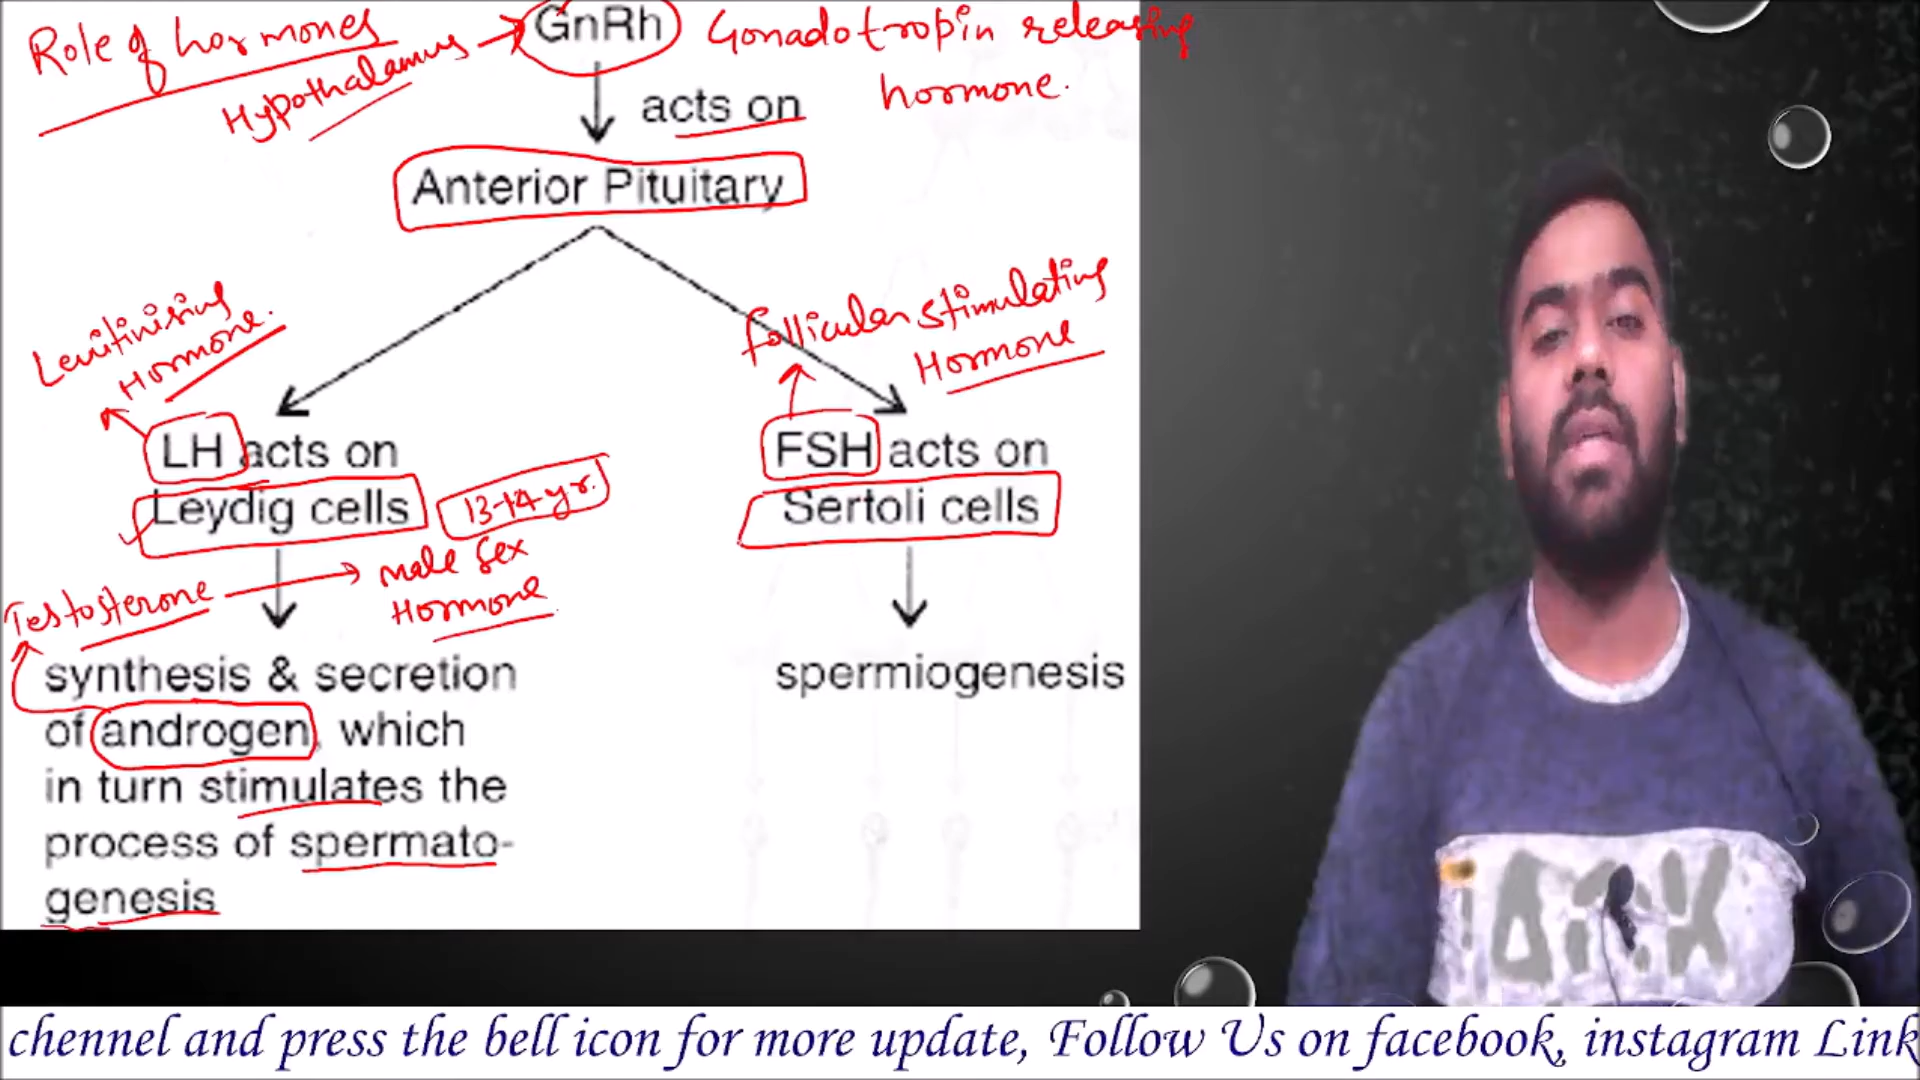 Role of hormones
Hypothalamus
GnRh
Gonadotropin releasing
hormone.
acts on
Anterior Pituitary
Hormone.
follicular stimulating
Hormone
LH acts on
Leydig cells
13-14 yr.
FSH acts on
Sertoli cells
Testosterone
male sex
Hormone
synthesis & secretion
of androgen, which
in turn stimulates the
process of spermato-
genesis
spermiogenesis
chennel and press the bell icon for more update, Follow Us on facebook, instagram Link